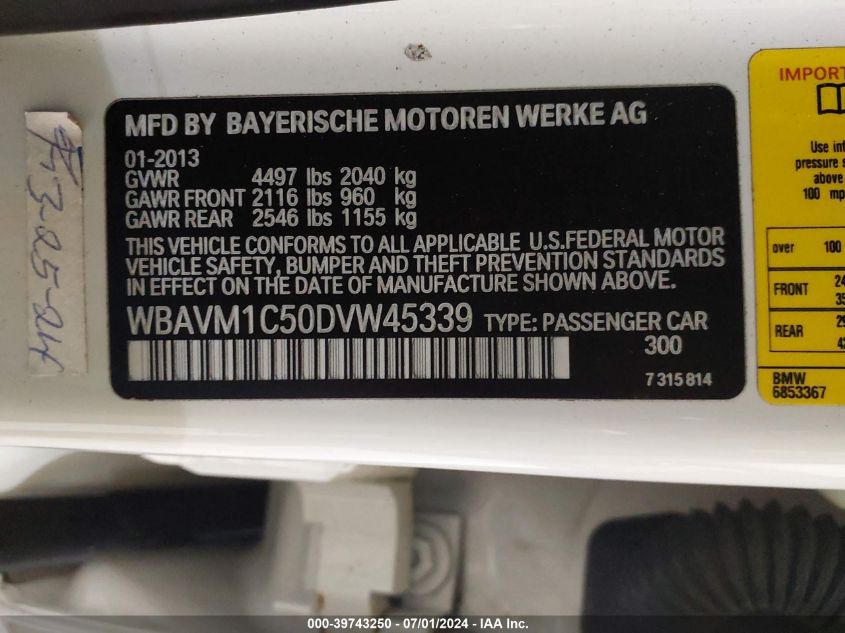 MFD BY BAYERISCHE MOTOREN WERKE AG
01-2013
GVWR 4497 lbs 2040 kg
GAWR FRONT 2116 lbs 960 kg
GAWR REAR 2546 lbs 1155 kg
THIS VEHICLE CONFORMS TO ALL APPLICABLE U.S.FEDERAL MOTOR
VEHICLE SAFETY, BUMPER AND THEFT PREVENTION STANDARDS
IN EFFECT ON THE DATE OF MANUFACTURE SHOWN ABOVE.
WBAVM1C50DVW45339 TYPE: PASSENGER CAR
300
7 315 814
IMPORT
Use in
pressure s
above
100 mp
over 100
FRONT 24
35
REAR 29
42
BMW
6853367
000-39743250 - 07/01/2024 - IAA Inc.